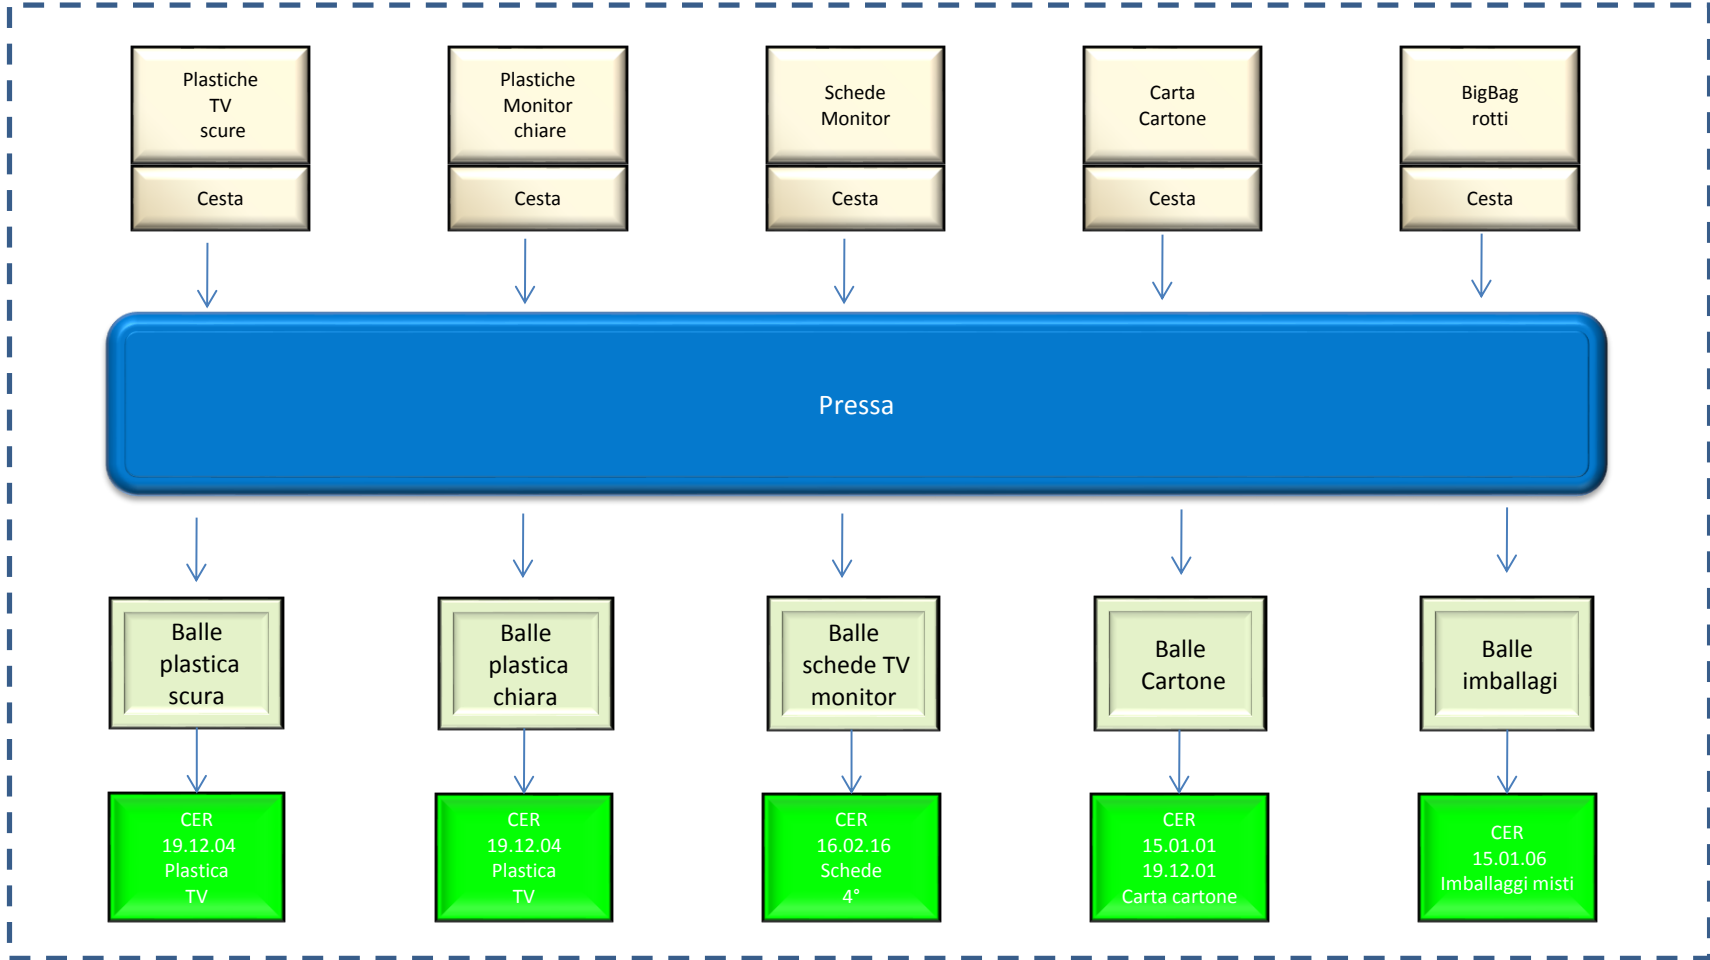 Plastiche
TV
scure
Plastiche
Monitor
chiare
Schede
Monitor
Carta
Cartone
BigBag
rotti
Cesta
Cesta
Cesta
Cesta
Cesta
Pressa
Balle
plastica
scura
Balle
plastica
chiara
Balle
schede TV
monitor
Balle
Cartone
Balle
imballagi
CER
19.12.04
Plastica
TV
CER
19.12.04
Plastica
TV
CER
16.02.16
Schede
4°
CER
15.01.01
19.12.01
Carta cartone
CER
15.01.06
Imballaggi misti